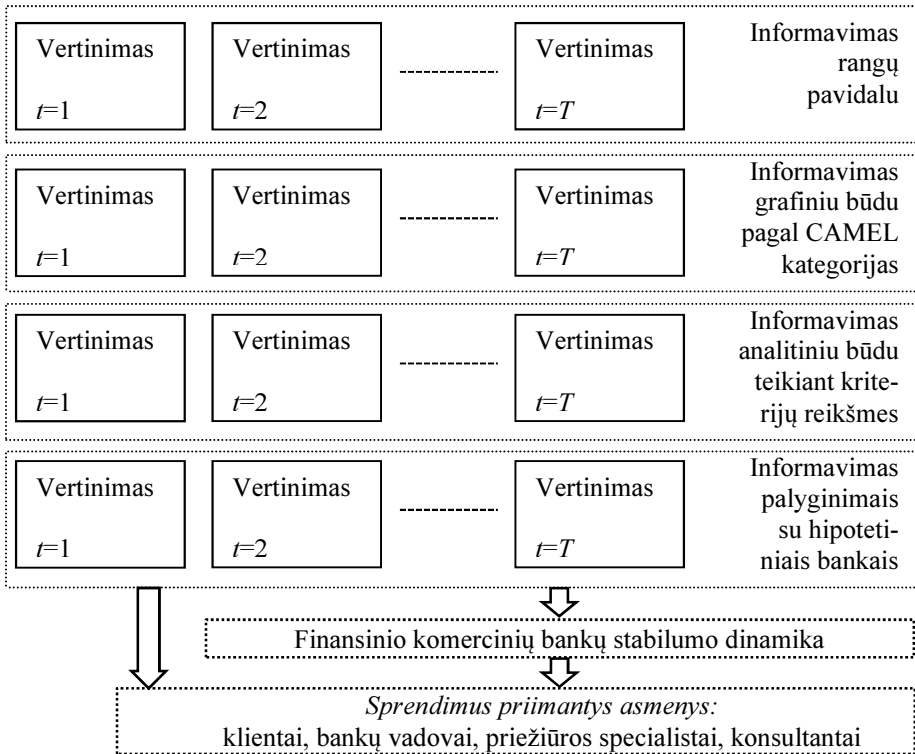 Vertinimas
t=1
Vertinimas
t=2
Vertinimas
t=T
Informavimas
rangų
pavidalu
Vertinimas
t=1
Vertinimas
t=2
Vertinimas
t=T
Informavimas
grafiniu būdu
pagal CAMEL
kategorijas
Vertinimas
t=1
Vertinimas
t=2
Vertinimas
t=T
Informavimas
analitiniu būdu
teikiant krite-
rijų reikšmes
Vertinimas
t=1
Vertinimas
t=2
Vertinimas
t=T
Informavimas
palyginimais
su hipoteti-
niais bankais
Finansinio komercinių bankų stabilumo dinamika
Sprendimus priimantys asmenys:
klientai, bankų vadovai, priežiūros specialistai, konsultantai